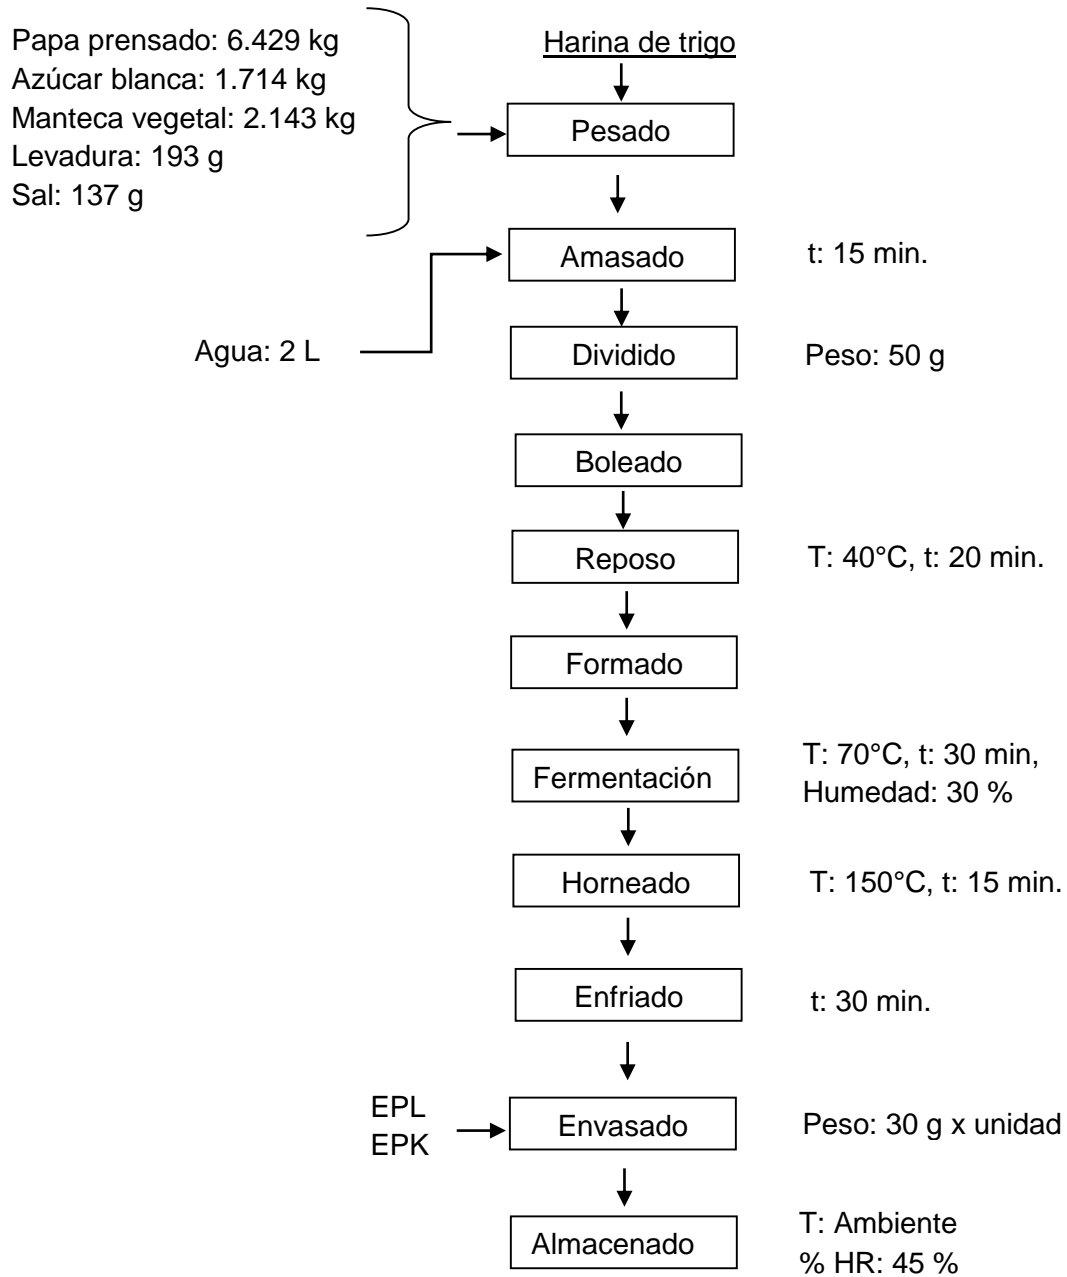 Papa prensado: 6.429 kg
Azúcar blanca: 1.714 kg
Manteca vegetal: 2.143 kg
Levadura: 193 g
Sal: 137 g
Harina de trigo
Pesado
Amasado
t: 15 min.
Agua: 2 L
Dividido
Peso: 50 g
Boleado
Reposo
T: 40°C, t: 20 min.
Formado
Fermentación
T: 70°C, t: 30 min,
Humedad: 30 %
Horneado
T: 150°C, t: 15 min.
Enfriado
t: 30 min.
EPL
EPK
Envasado
Peso: 30 g x unidad
Almacenado
T: Ambiente
% HR: 45 %